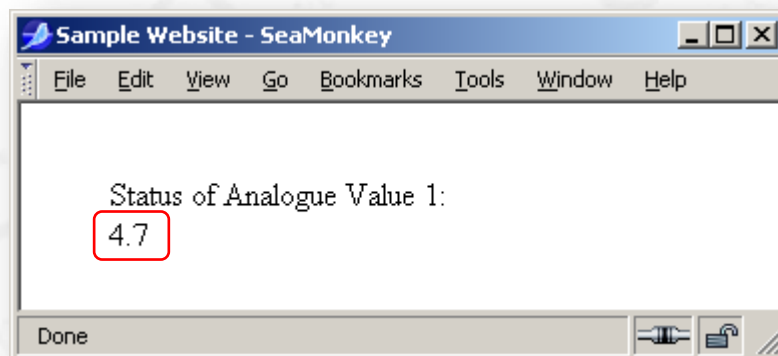 Sample Website - SeaMonkey
File Edit View Go Bookmarks Tools Window Help
Status of Analogue Value 1:
4.7
Done